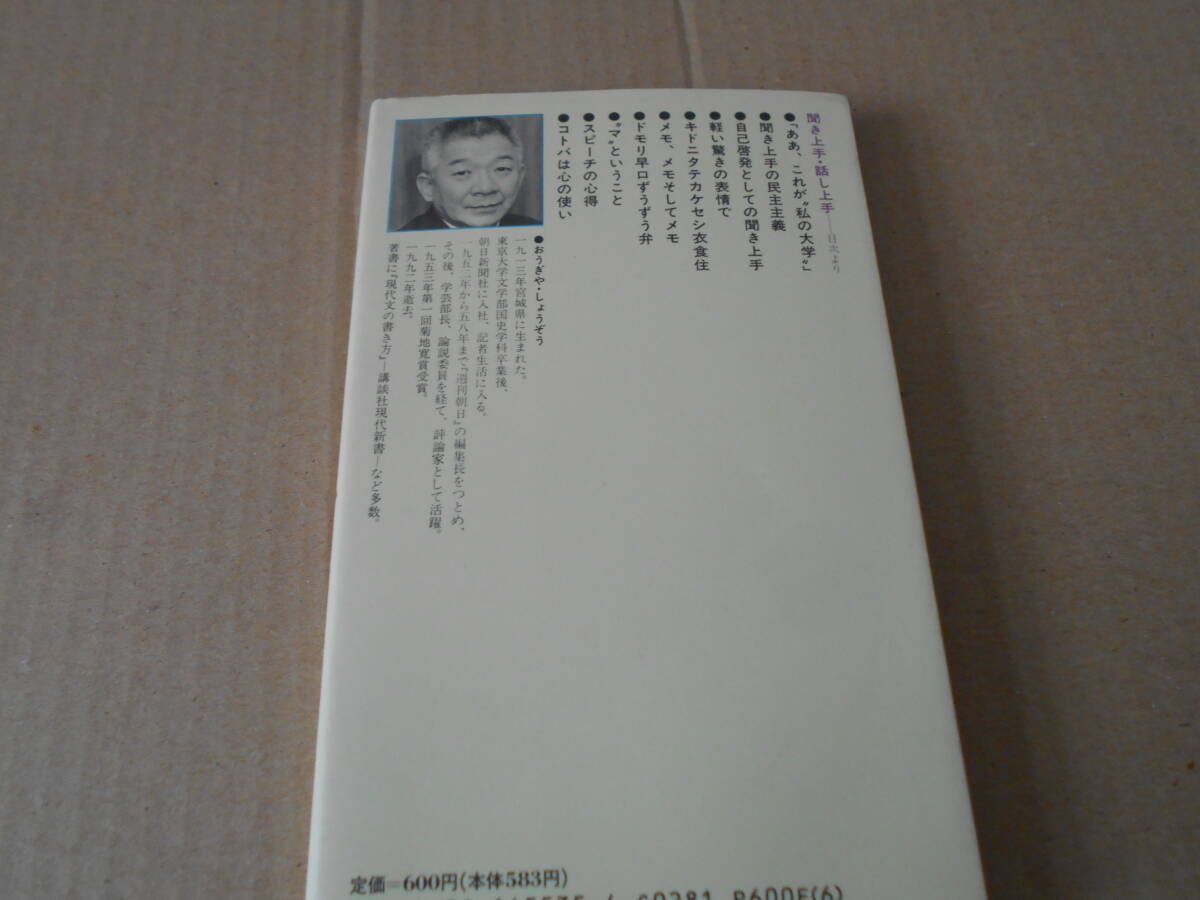 聞き上手・話し上手——目次より
●「ああ、これが〝私の大学〟」
●聞き上手の民主主義
●自己啓発としての聞き上手
●軽い驚きの表情で
●キドニタテカケセシ衣食住
●メモ、メモそしてメモ
●ドモリ早口ずうずう弁
●〝マ〟ということ
●スピーチの心得
●コトバは心の使い
●おうぎや・しょうぞう
一九一三年宮城県に生まれた。
東京大学文学部国史学科卒業後、
朝日新聞社に入社、記者生活に入る。
一九五二年から五八年まで『週刊朝日』の編集長をつとめ、
その後、学芸部長、論説委員を経て、評論家として活躍。
一九五三年第一回菊地寛賞受賞。
一九九二年逝去。
著書に『現代文の書き方』—講談社現代新書—など多数。
定価=600円(本体583円)
C0281 P600E(6)